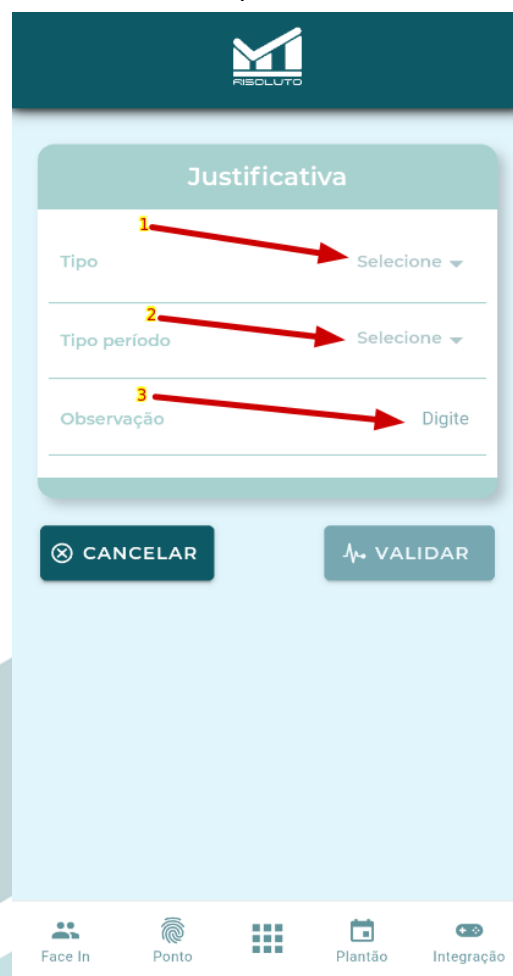 RISOLUTO
Justificativa
1
Tipo
Selecione
2
Tipo período
Selecione
3
Observação
Digite
CANCELAR
VALIDAR
Face In
Ponto
Plantão
Integração